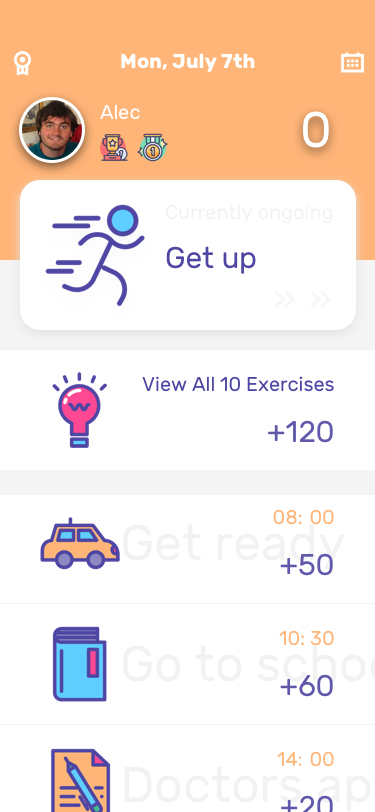 Mon, July 7th
Alec
0
Currently ongoing
Get up
View All 10 Exercises
+120
08: 00
Get ready
+50
10: 30
Go to schoo
+60
14: 00
Doctors ap
+20